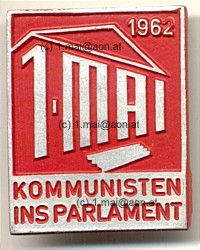 1962
(c) 1.mai@aon.at
1·MAI
(c) 1.mai@aon.at
KOMMUNISTEN
INS PARLAMENT
(c) 1.mai@aon.at